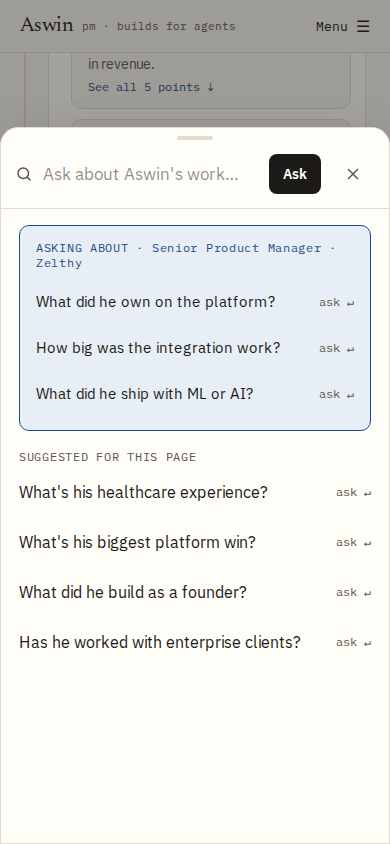 Aswin pm · builds for agents Menu ☰
in revenue.
See all 5 points ↓
Ask about Aswin's work... Ask ×
ASKING ABOUT · Senior Product Manager ·
Zelthy
What did he own on the platform? ask ↵
How big was the integration work? ask ↵
What did he ship with ML or AI? ask ↵
SUGGESTED FOR THIS PAGE
What's his healthcare experience? ask ↵
What's his biggest platform win? ask ↵
What did he build as a founder? ask ↵
Has he worked with enterprise clients? ask ↵